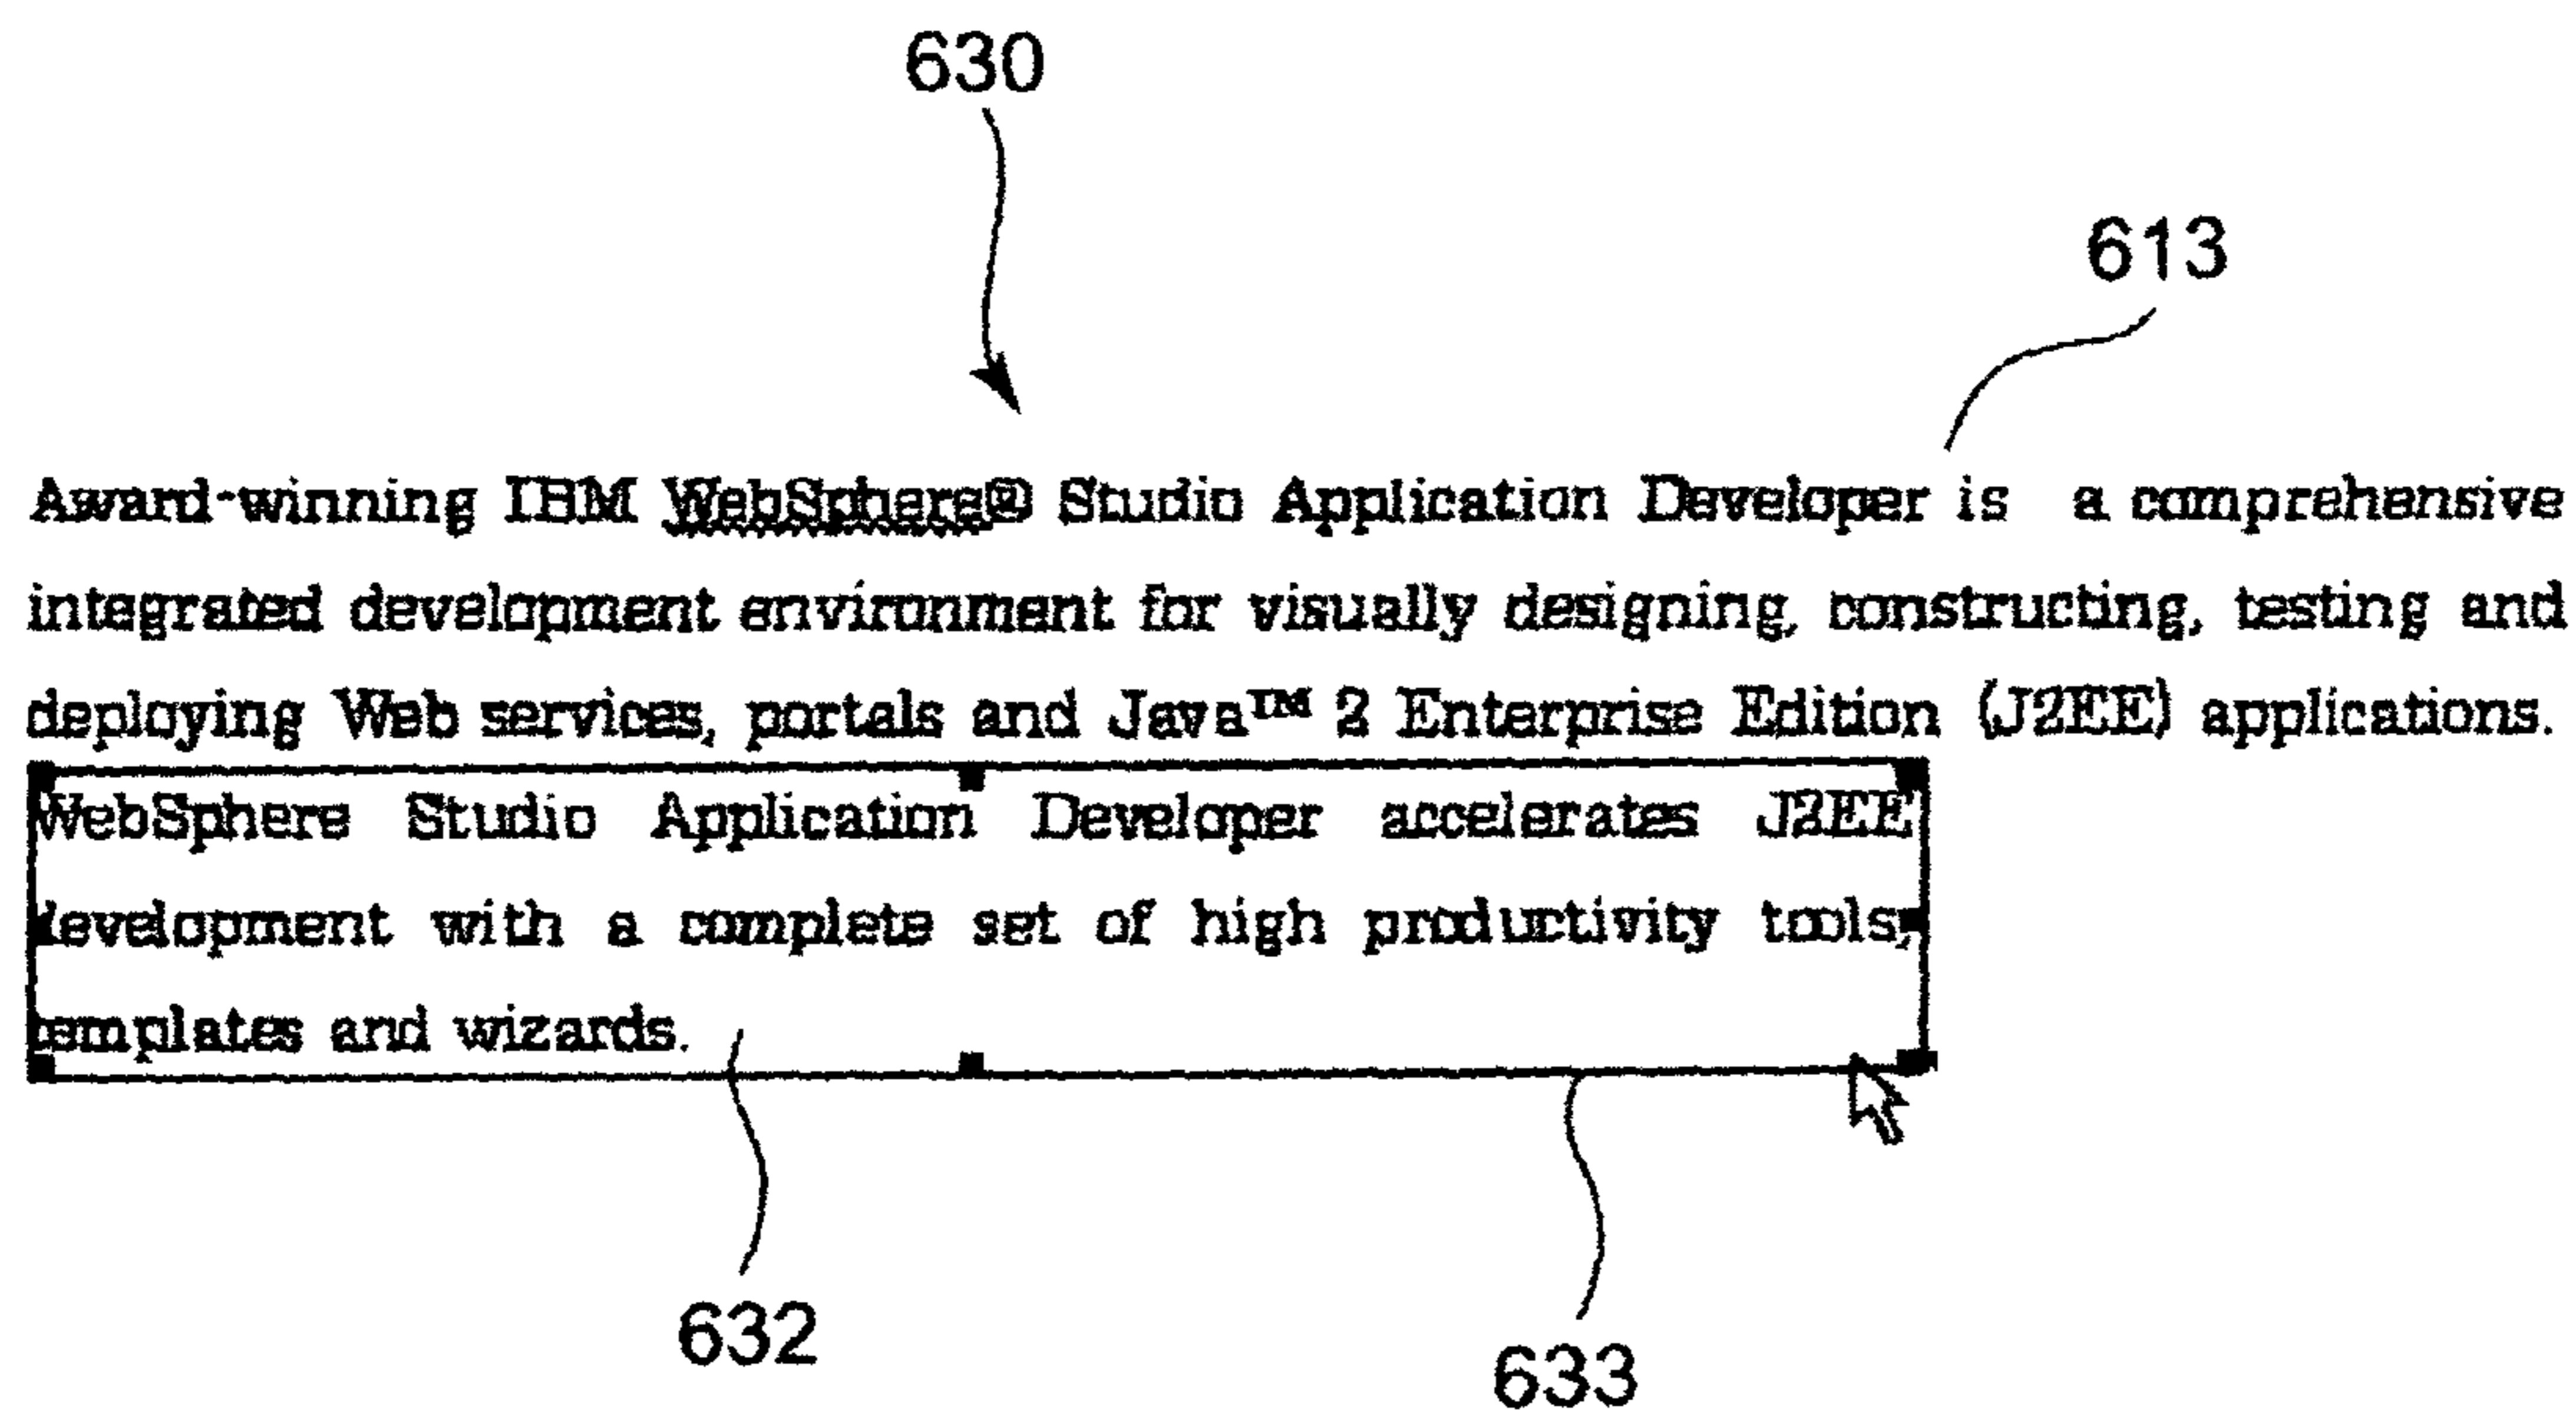 630
613
Award-winning IBM WebSphere® Studio Application Developer is a comprehensive
integrated development environment for visually designing, constructing, testing and
deploying Web services, portals and Java™ 2 Enterprise Edition (J2EE) applications.
WebSphere Studio Application Developer accelerates J2EE
development with a complete set of high productivity tools,
templates and wizards.
632
633